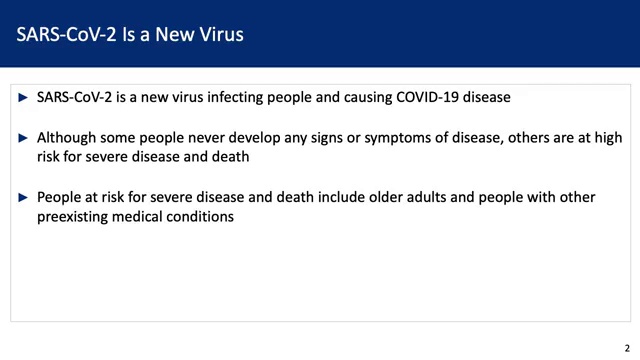 SARS-CoV-2 Is a New Virus
► SARS-CoV-2 is a new virus infecting people and causing COVID-19 disease
► Although some people never develop any signs or symptoms of disease, others are at high
risk for severe disease and death
► People at risk for severe disease and death include older adults and people with other
preexisting medical conditions
2